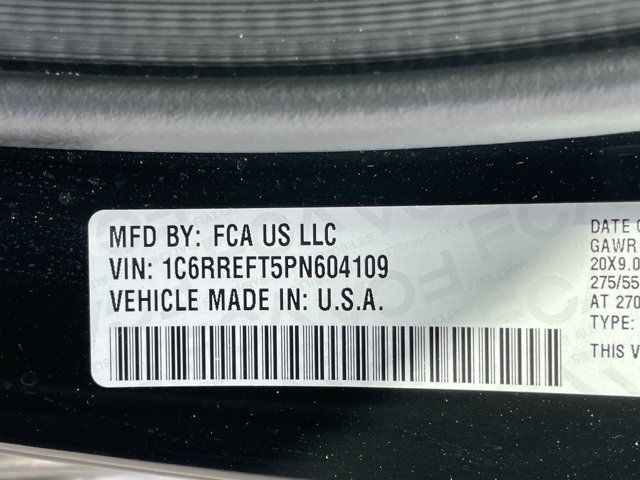 MFD BY: FCA US LLC
VIN: 1C6RREFT5PN604109
VEHICLE MADE IN: U.S.A.
DATE O
GAWR
20X9.0
275/55
AT 270
TYPE:
THIS V